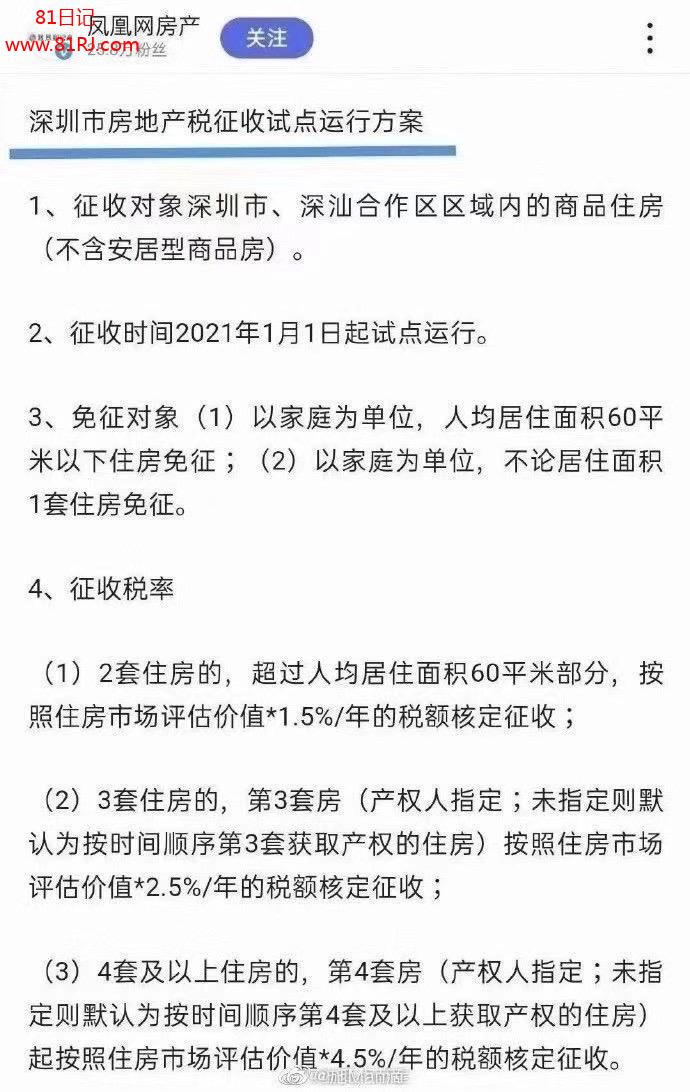 81日记
凤凰网房产
www.81RJ.com
关注
深圳市房地产税征收试点运行方案
1、征收对象深圳市、深汕合作区区域内的商品住房
（不含安居型商品房）。
2、征收时间2021年1月1日起试点运行。
3、免征对象（1）以家庭为单位，人均居住面积60平
米以下住房免征；（2）以家庭为单位，不论居住面积
1套住房免征。
4、征收税率
（1）2套住房的，超过人均居住面积60平米部分，按
照住房市场评估价值*1.5%/年的税额核定征收；
（2）3套住房的，第3套房（产权人指定；未指定则默
认为按时间顺序第3套获取产权的住房）按照住房市场
评估价值*2.5%/年的税额核定征收；
（3）4套及以上住房的，第4套房（产权人指定；未指
定则默认为按时间顺序第4套及以上获取产权的住房）
起按照住房市场评估价值*4.5%/年的税额核定征收。